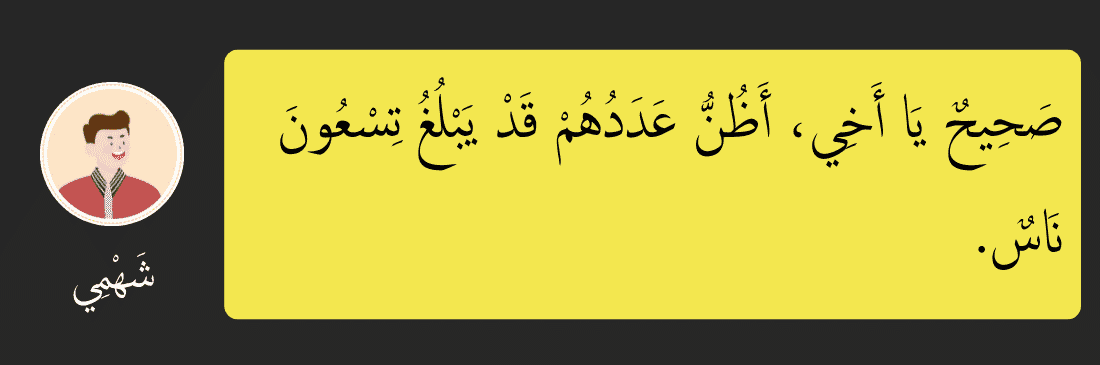 صَحِيحٌ يَا أَخِي، أَظُنُّ عَدَدُهُمْ قَدْ يَبْلُغُ تِسْعُونَ
نَاسٌ.
شَهْمِي